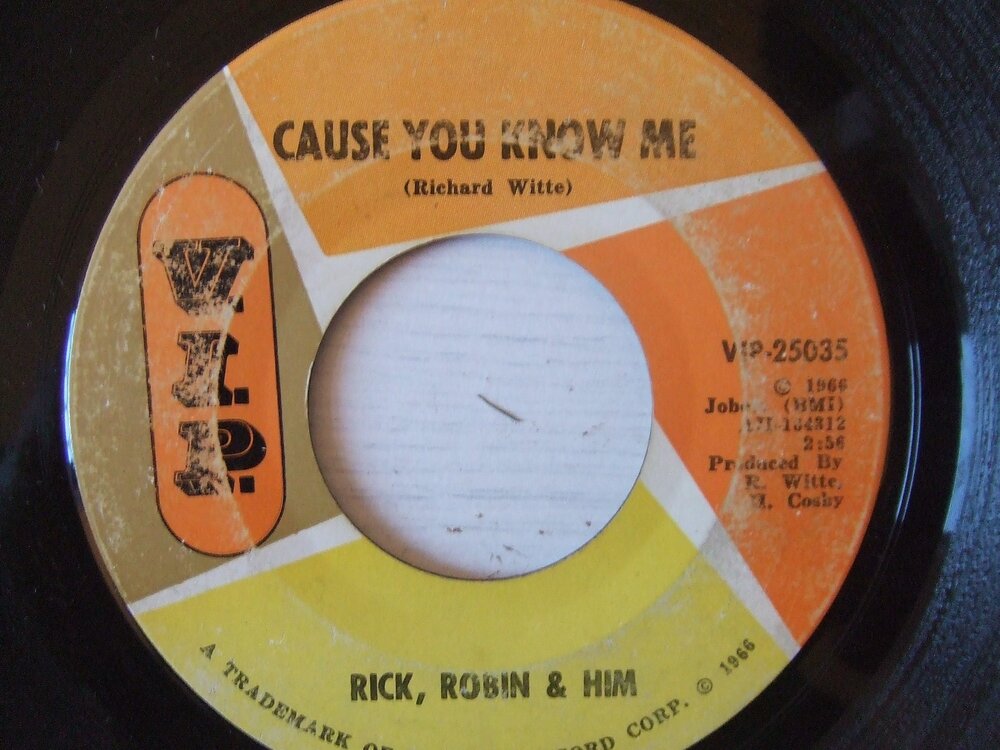 CAUSE YOU KNOW ME
(Richard Witte)
V.I.P.
VIP-25035
© 1966
(BMI)
2:56
Produced By
R. Witte,
M. Cosby
RICK, ROBIN & HIM
A TRADEMARK OF CORP. © 1966